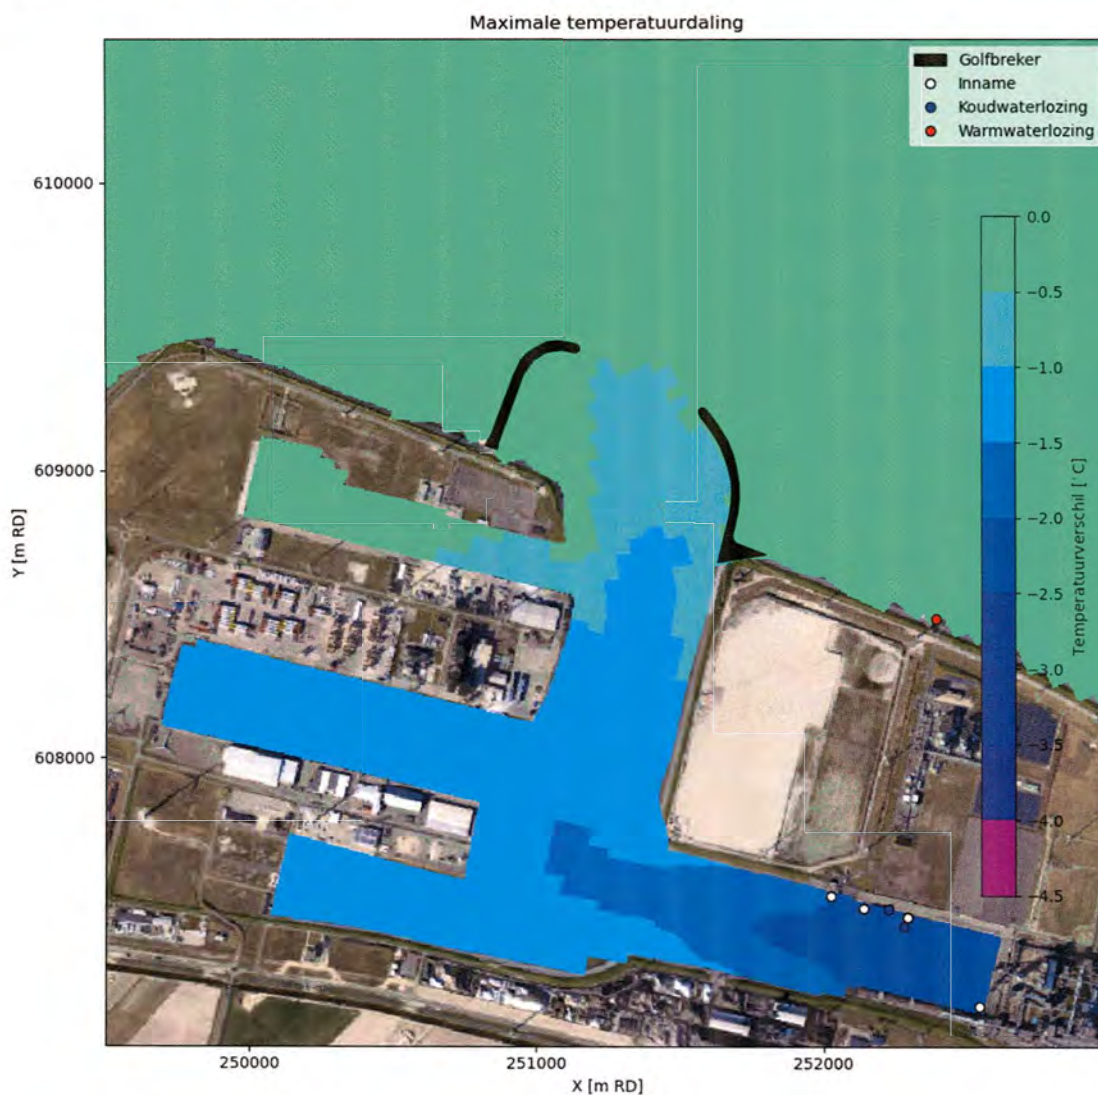 Maximale temperatuurdaling
Golfbreker
Inname
Koudwaterlozing
Warmwaterlozing
610000
609000
608000
Y [m RD]
0.0
−0.5
−1.0
−1.5
−2.0
−2.5
−3.0
−3.5
−4.0
−4.5
Temperatuurverschil [°C]
250000
251000
252000
X [m RD]